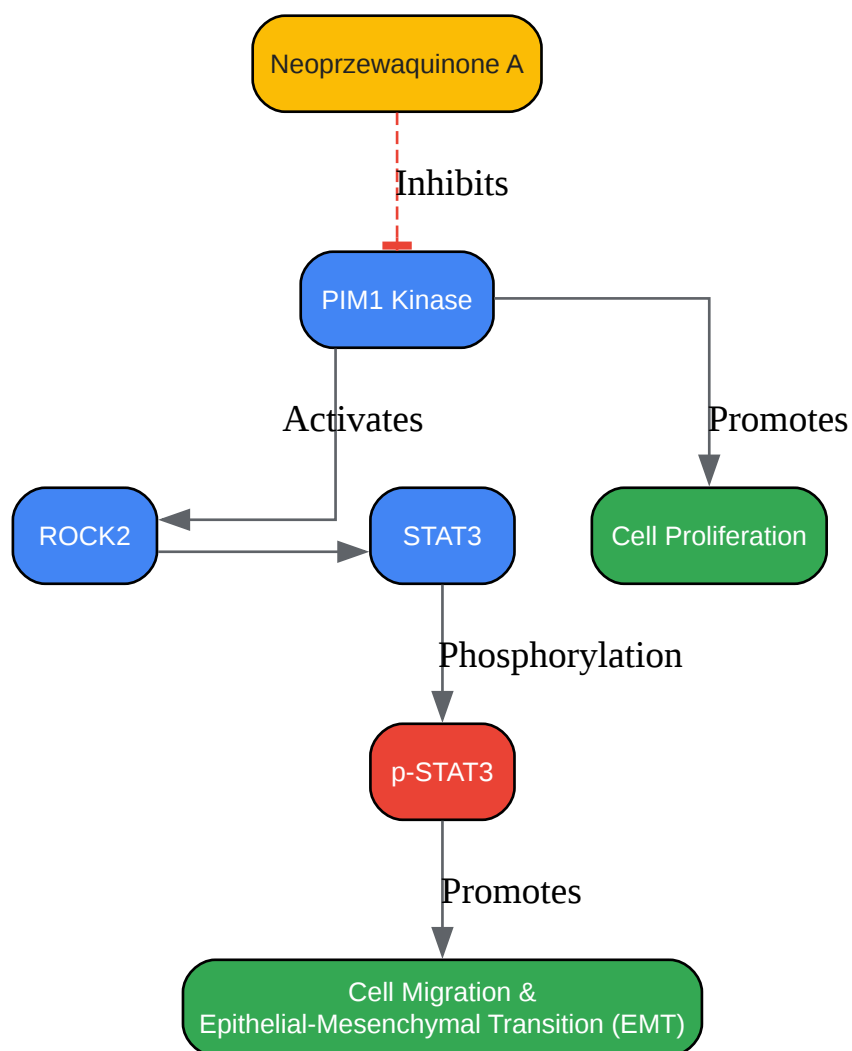 Neoprzewaquinone A
Inhibits
PIM1 Kinase
Activates
Promotes
ROCK2
STAT3
Cell Proliferation
Phosphorylation
p-STAT3
Promotes
Cell Migration &
Epithelial-Mesenchymal Transition (EMT)